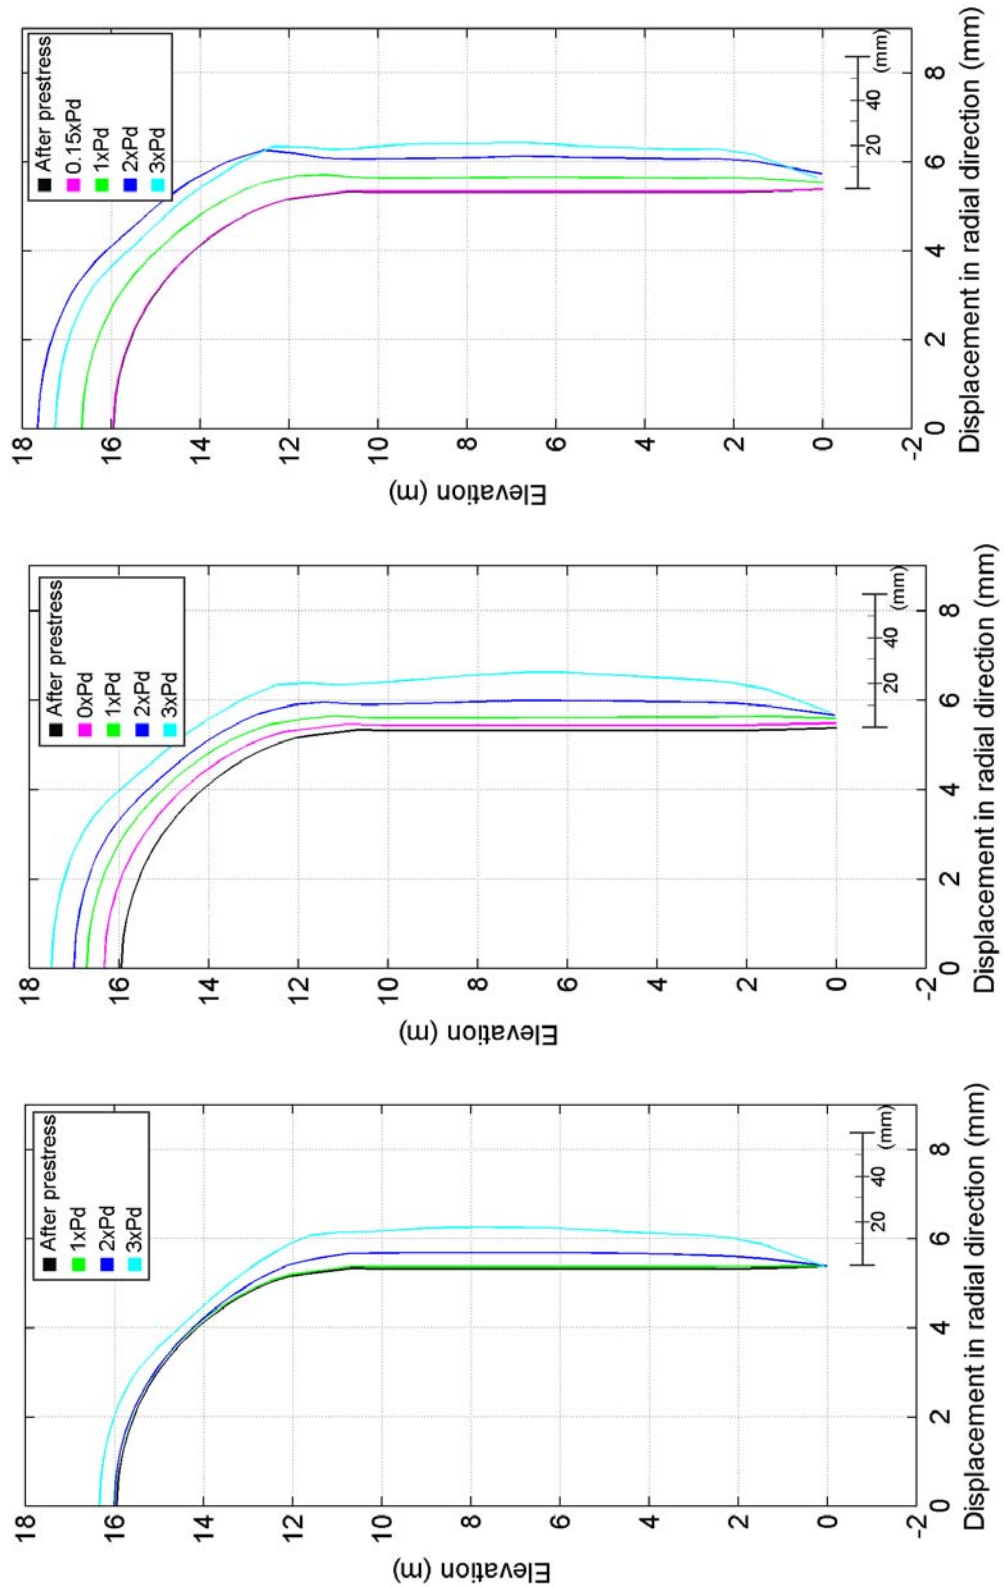 18
16
14
12
10
8
6
4
2
0
-2
Elevation (m)
After prestress
1xPd
2xPd
3xPd
20 40
(mm)
0 2 4 6 8
Displacement in radial direction (mm)
18
16
14
12
10
8
6
4
2
0
-2
Elevation (m)
After prestress
0xPd
1xPd
2xPd
3xPd
20 40
(mm)
0 2 4 6 8
Displacement in radial direction (mm)
18
16
14
12
10
8
6
4
2
0
-2
Elevation (m)
After prestress
0.15xPd
1xPd
2xPd
3xPd
20 40
(mm)
0 2 4 6 8
Displacement in radial direction (mm)